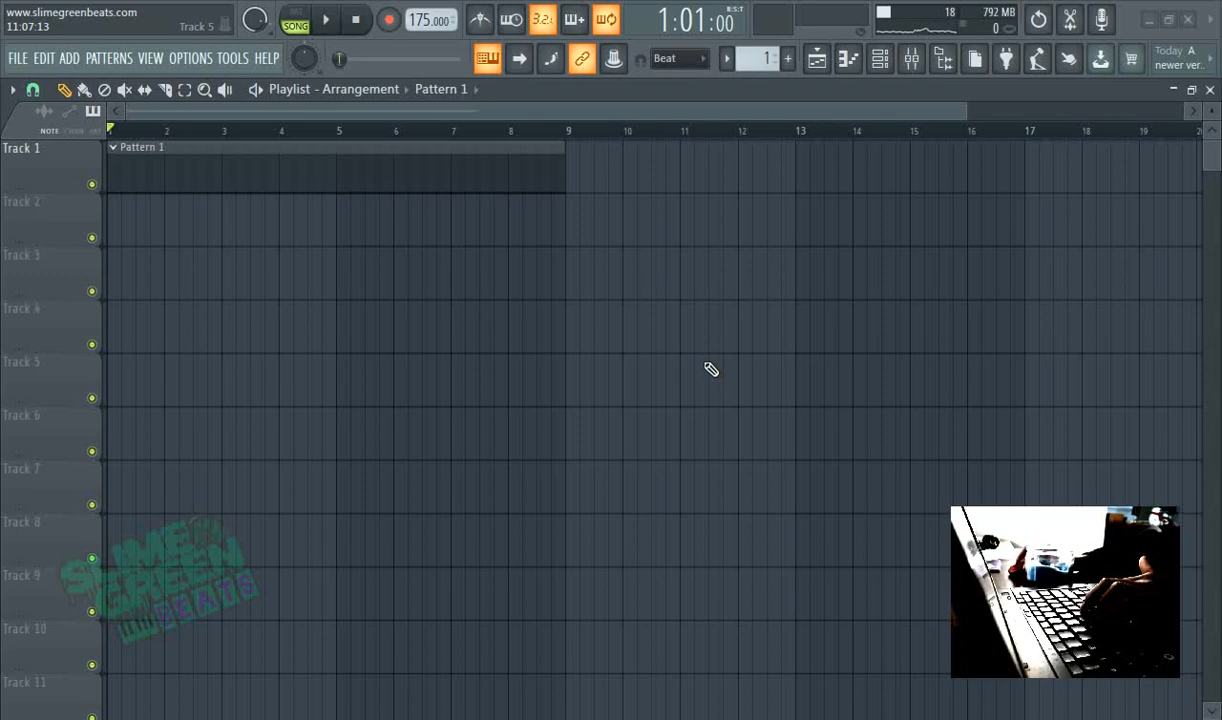 www.slimegreenbeats.com
11:07:13
Track 5
SONG
175.000
3.2.
1:01:00
B:S:T
18
792 MB
0
FILE EDIT ADD PATTERNS VIEW OPTIONS TOOLS HELP
Beat
1
Today
newer ver..
Playlist - Arrangement
Pattern 1
NOTE
2 3 4 5 6 7 8 9 10 11 12 13 14 15 16 17 18 19
Track 1
Pattern 1
Track 2
Track 3
Track 4
Track 5
Track 6
Track 7
Track 8
Track 9
Track 10
Track 11
SLIME
GREEN
BEATS